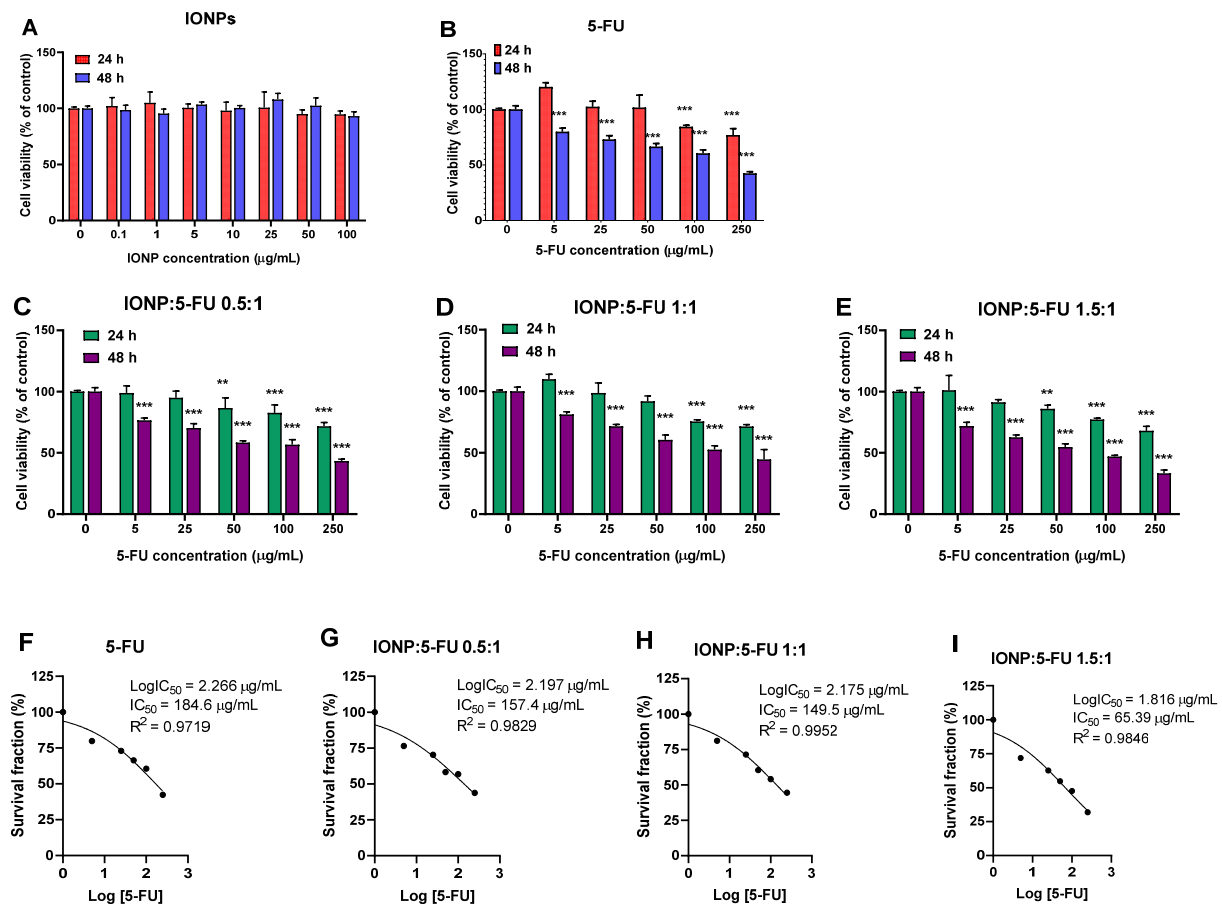 A
IONPs
24 h
48 h
Cell viability (% of control)
150
100
50
0
0 0.1 1 5 10 25 50 100
IONP concentration (μg/mL)
B
5-FU
24 h
48 h
Cell viability (% of control)
150
100
50
0
*** *** *** *** *** *** ***
0 5 25 50 100 250
5-FU concentration (μg/mL)
C
IONP:5-FU 0.5:1
24 h
48 h
Cell viability (% of control)
150
100
50
0
*** *** ** *** *** *** *** ***
0 5 25 50 100 250
5-FU concentration (μg/mL)
D
IONP:5-FU 1:1
24 h
48 h
Cell viability (% of control)
150
100
50
0
*** *** *** *** *** *** ***
0 5 25 50 100 250
5-FU concentration (μg/mL)
E
IONP:5-FU 1.5:1
24 h
48 h
Cell viability (% of control)
150
100
50
0
*** *** ** *** *** *** *** ***
0 5 25 50 100 250
5-FU concentration (μg/mL)
F
5-FU
LogIC50 = 2.266 μg/mL
IC50 = 184.6 μg/mL
R2 = 0.9719
Survival fraction (%)
125
100
75
50
25
0
0 1 2 3
Log [5-FU]
G
IONP:5-FU 0.5:1
LogIC50 = 2.197 μg/mL
IC50 = 157.4 μg/mL
R2 = 0.9829
Survival fraction (%)
125
100
75
50
25
0
0 1 2 3
Log [5-FU]
H
IONP:5-FU 1:1
LogIC50 = 2.175 μg/mL
IC50 = 149.5 μg/mL
R2 = 0.9952
Survival fraction (%)
125
100
75
50
25
0
0 1 2 3
Log [5-FU]
I
IONP:5-FU 1.5:1
LogIC50 = 1.816 μg/mL
IC50 = 65.39 μg/mL
R2 = 0.9846
Survival fraction (%)
125
100
75
50
25
0
0 1 2 3
Log [5-FU]